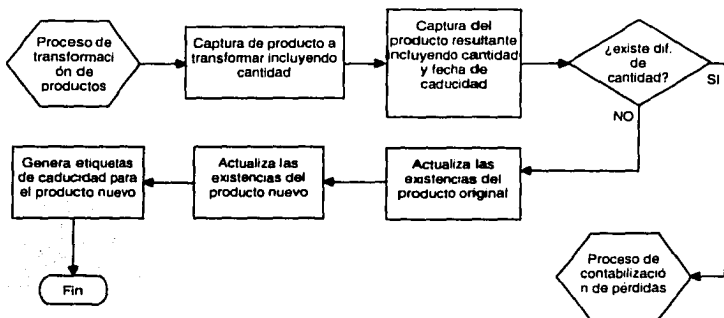 Proceso de
transformaci
ón de
productos
Captura de producto a
transformar incluyendo
cantidad
Captura del
producto resultante
incluyendo cantidad
y fecha de
caducidad
¿existe dif.
de
cantidad?
SI
NO
Genera etiquetas
de caducidad para
el producto nuevo
Actualiza las
existencias del
producto nuevo
Actualiza las
existencias del
producto original
Fin
Proceso de
contabilizació
n de pérdidas